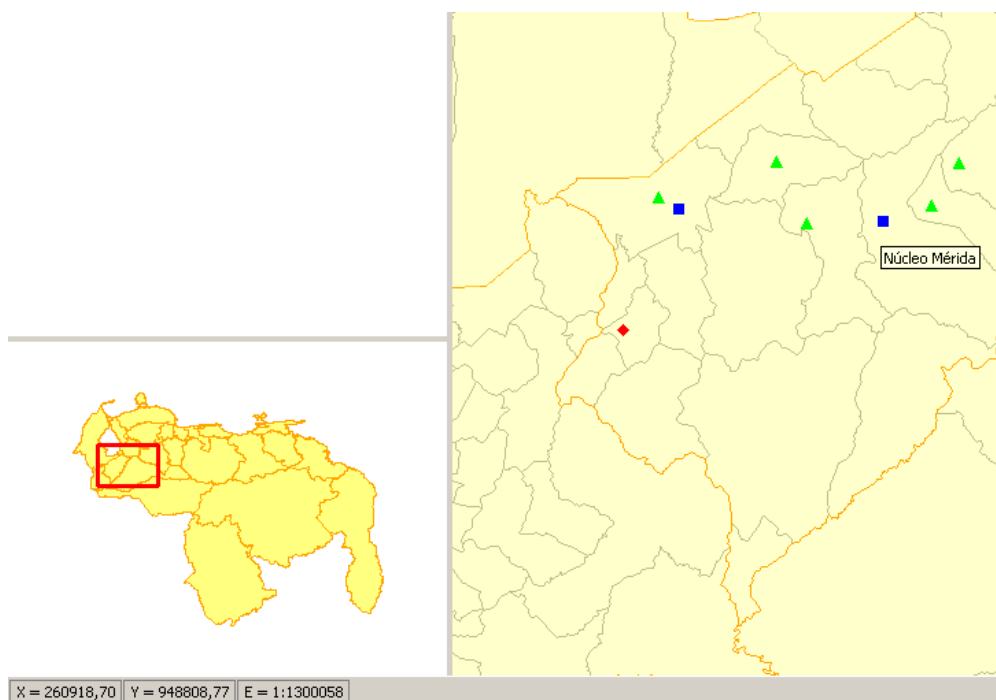 Núcleo Mérida
X = 260918,70 Y = 948808,77 E = 1:1300058